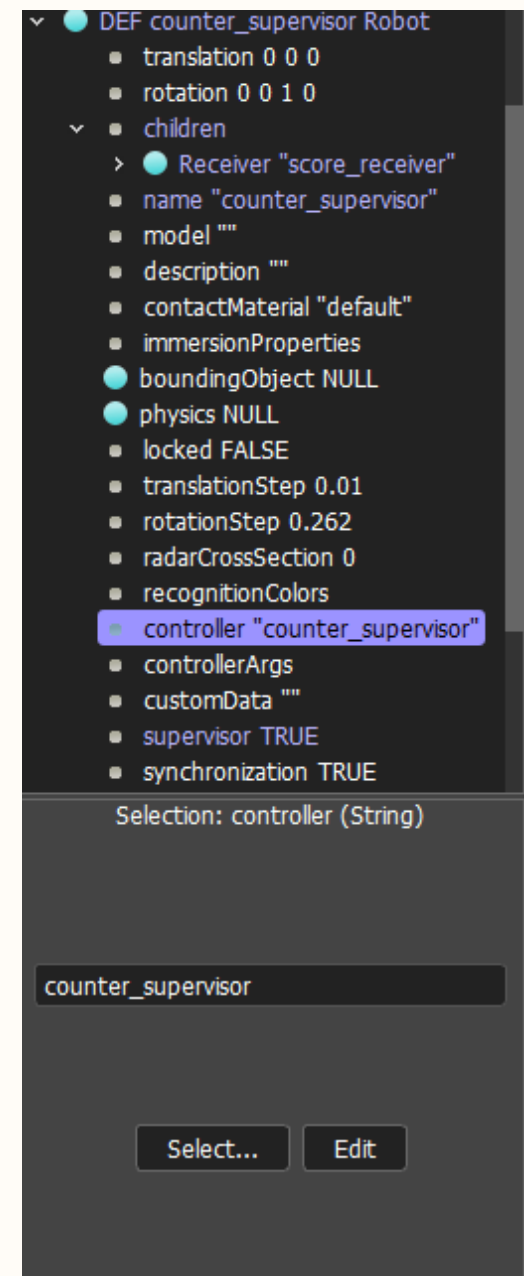 DEF counter_supervisor Robot
translation 0 0 0
rotation 0 0 1 0
children
Receiver "score_receiver"
name "counter_supervisor"
model ""
description ""
contactMaterial "default"
immersionProperties
boundingObject NULL
physics NULL
locked FALSE
translationStep 0.01
rotationStep 0.262
radarCrossSection 0
recognitionColors
controller "counter_supervisor"
controllerArgs
customData ""
supervisor TRUE
synchronization TRUE
Selection: controller (String)
counter_supervisor
Select... Edit